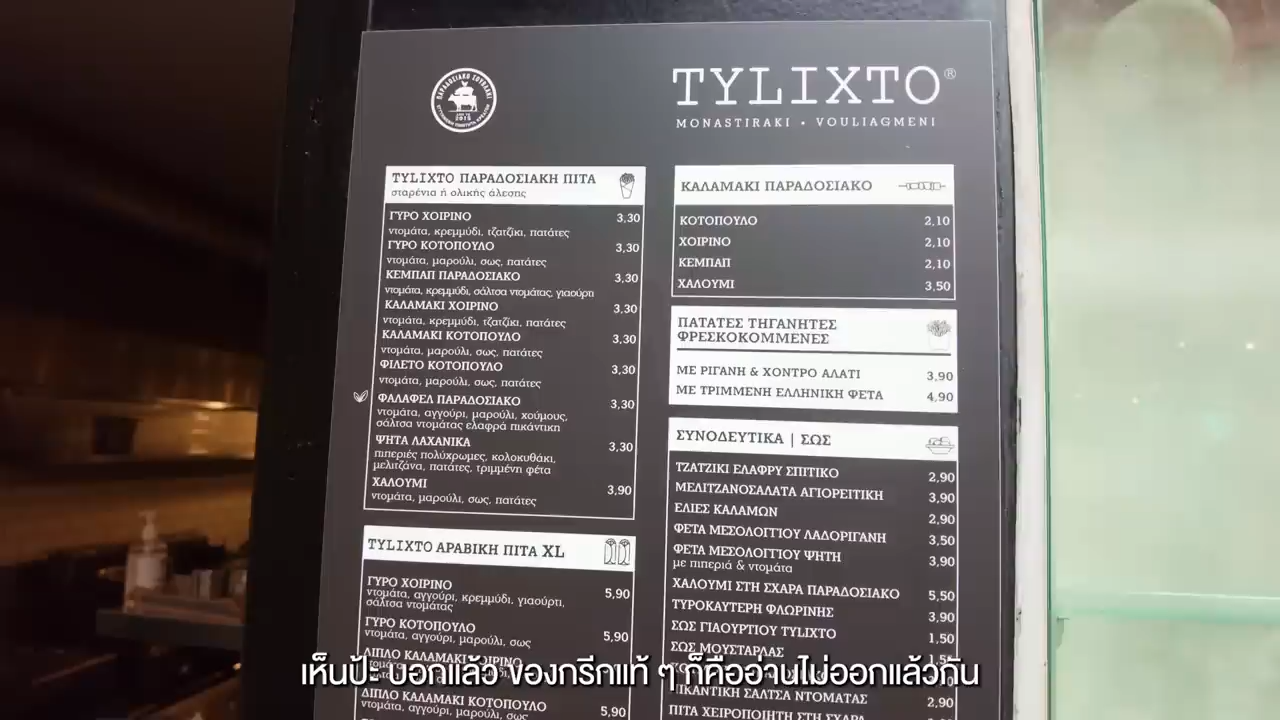 TYLIXTO®
MONASTIRAKI • VOULIAGMENI
ΠΑΡΑΔΟΣΙΑΚΟ ΣΟΥΒΛΑΚΙ
2015
TYLIXTO ΠΑΡΑΔΟΣΙΑΚΗ ΠΙΤΑ
σταρένια ή ολικής άλεσης
ΓΥΡΟ ΧΟΙΡΙΝΟ 3,30
ντομάτα, κρεμμύδι, τζατζίκι, πατάτες
ΓΥΡΟ ΚΟΤΟΠΟΥΛΟ 3,30
ντομάτα, μαρούλι, σως, πατάτες
ΚΕΜΠΑΠ ΠΑΡΑΔΟΣΙΑΚΟ 3,30
ντομάτα, κρεμμύδι, σάλτσα ντομάτας, γιαούρτι
ΚΑΛΑΜΑΚΙ ΧΟΙΡΙΝΟ 3,30
ντομάτα, κρεμμύδι, τζατζίκι, πατάτες
ΚΑΛΑΜΑΚΙ ΚΟΤΟΠΟΥΛΟ 3,30
ντομάτα, μαρούλι, σως, πατάτες
ΦΙΛΕΤΟ ΚΟΤΟΠΟΥΛΟ 3,30
ντομάτα, μαρούλι, σως, πατάτες
ΦΑΛΑΦΕΛ ΠΑΡΑΔΟΣΙΑΚΟ 3,30
ντομάτα, αγγούρι, μαρούλι, χούμους,
σάλτσα ντομάτας ελαφρά πικάντικη
ΨΗΤΑ ΛΑΧΑΝΙΚΑ 3,30
πιπεριές πολύχρωμες, κολοκυθάκι,
μελιτζάνα, πατάτες, τριμμένη φέτα
ΧΑΛΟΥΜΙ 3,90
ντομάτα, μαρούλι, σως, πατάτες
TYLIXTO ΑΡΑΒΙΚΗ ΠΙΤΑ XL
ΓΥΡΟ ΧΟΙΡΙΝΟ 5,90
ντομάτα, αγγούρι, κρεμμύδι, γιαούρτι,
σάλτσα ντομάτας
ΓΥΡΟ ΚΟΤΟΠΟΥΛΟ 5,90
ντομάτα, αγγούρι, μαρούλι, σως
ΔΙΠΛΟ ΚΑΛΑΜΑΚΙ ΧΟΙΡΙΝΟ
ΔΙΠΛΟ ΚΑΛΑΜΑΚΙ ΚΟΤΟΠΟΥΛΟ 5,90
ντομάτα, αγγούρι, μαρούλι, σως
ΚΑΛΑΜΑΚΙ ΠΑΡΑΔΟΣΙΑΚΟ
ΚΟΤΟΠΟΥΛΟ 2,10
ΧΟΙΡΙΝΟ 2,10
ΚΕΜΠΑΠ 2,10
ΧΑΛΟΥΜΙ 3,50
ΠΑΤΑΤΕΣ ΤΗΓΑΝΗΤΕΣ
ΦΡΕΣΚΟΚΟΜΜΕΝΕΣ
ΜΕ ΡΙΓΑΝΗ & ΧΟΝΤΡΟ ΑΛΑΤΙ 3,90
ΜΕ ΤΡΙΜΜΕΝΗ ΕΛΛΗΝΙΚΗ ΦΕΤΑ 4,90
ΣΥΝΟΔΕΥΤΙΚΑ | ΣΩΣ
ΤΖΑΤΖΙΚΙ ΕΛΑΦΡΥ ΣΠΙΤΙΚΟ 2,90
ΜΕΛΙΤΖΑΝΟΣΑΛΑΤΑ ΑΓΙΟΡΕΙΤΙΚΗ 3,90
ΕΛΙΕΣ ΚΑΛΑΜΩΝ 2,90
ΦΕΤΑ ΜΕΣΟΛΟΓΓΙΟΥ ΛΑΔΟΡΙΓΑΝΗ 3,50
ΦΕΤΑ ΜΕΣΟΛΟΓΓΙΟΥ ΨΗΤΗ 3,90
με πιπεριά & ντομάτα
ΧΑΛΟΥΜΙ ΣΤΗ ΣΧΑΡΑ ΠΑΡΑΔΟΣΙΑΚΟ 5,50
ΤΥΡΟΚΑΥΤΕΡΗ ΦΛΩΡΙΝΗΣ 3,90
ΣΩΣ ΓΙΑΟΥΡΤΙΟΥ TYLIXTO 1,50
ΣΩΣ ΜΟΥΣΤΑΡΔΑΣ
ΠΙΚΑΝΤΙΚΗ ΣΑΛΤΣΑ ΝΤΟΜΑΤΑΣ 2,90
ΠΙΤΑ ΧΕΙΡΟΠΟΙΗΤΗ ΣΤΗ ΣΧΑΡΑ
เห็นป้ะ บอกแล้ว ของกรีกแท้ ๆ ก็คืออ่านไม่ออกแล้วกัน